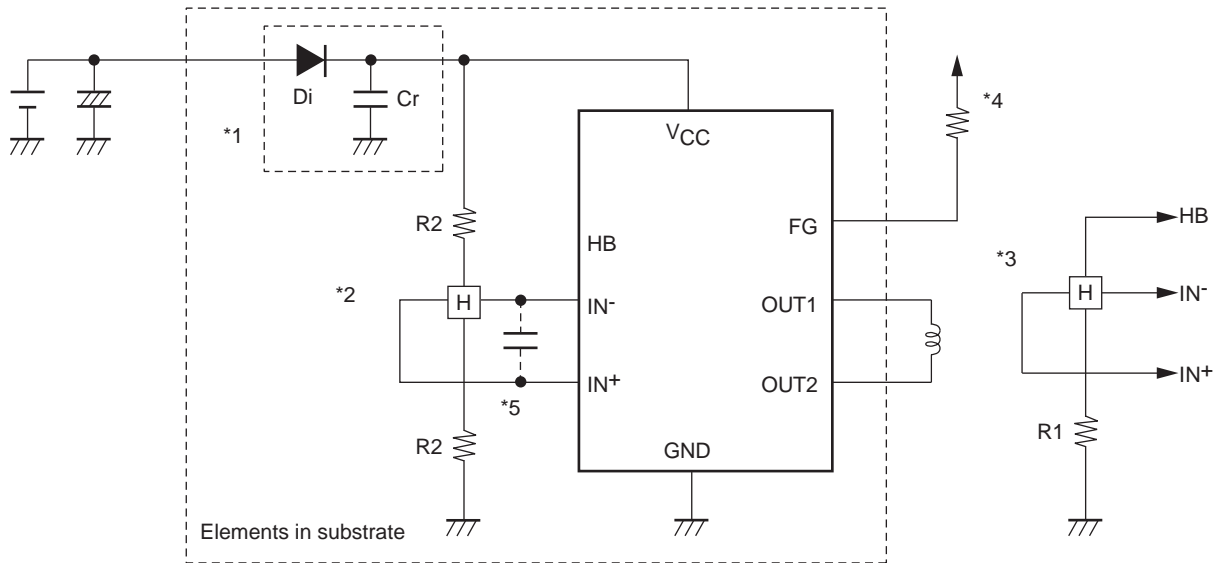 Di
Cr
*1
*4
VCC
R2
HB
FG
HB
*3
*2
H
IN-
OUT1
H
IN-
IN+
OUT2
IN+
*5
R2
R1
GND
Elements in substrate